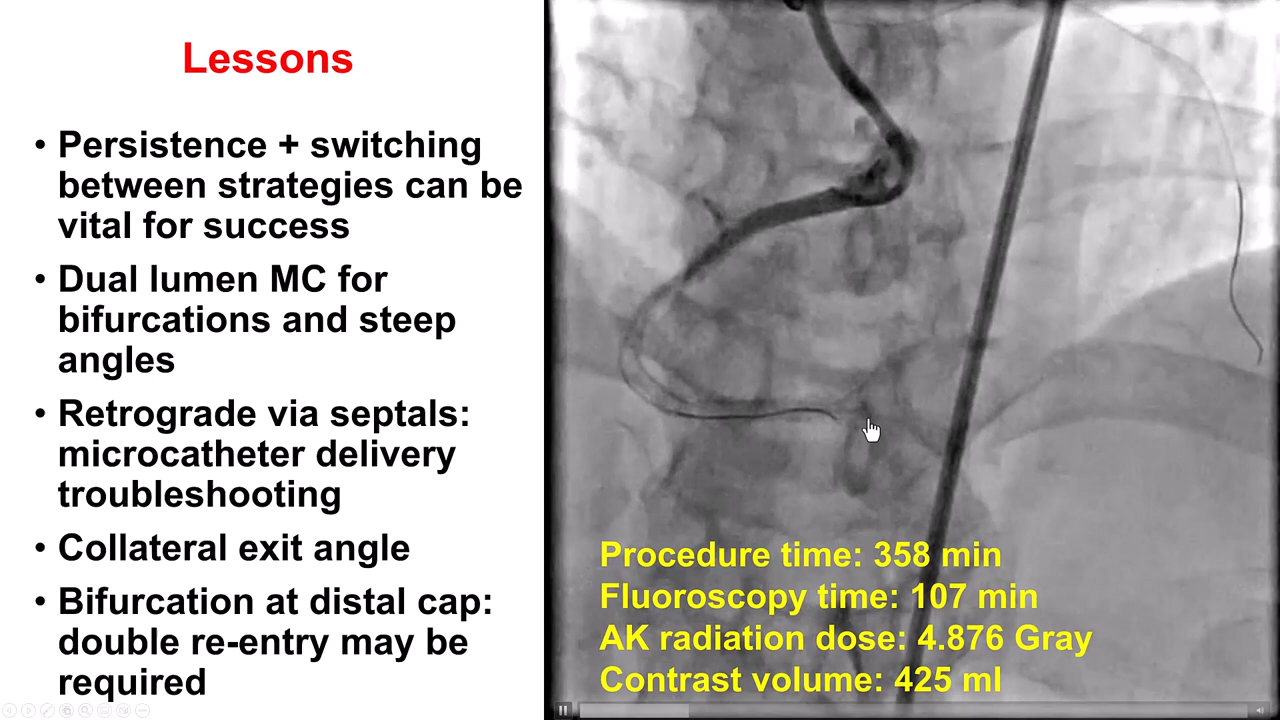 Lessons
• Persistence + switching
between strategies can be
vital for success
• Dual lumen MC for
bifurcations and steep
angles
• Retrograde via septals:
microcatheter delivery
troubleshooting
• Collateral exit angle
• Bifurcation at distal cap:
double re-entry may be
required
Procedure time: 358 min
Fluoroscopy time: 107 min
AK radiation dose: 4.876 Gray
Contrast volume: 425 ml